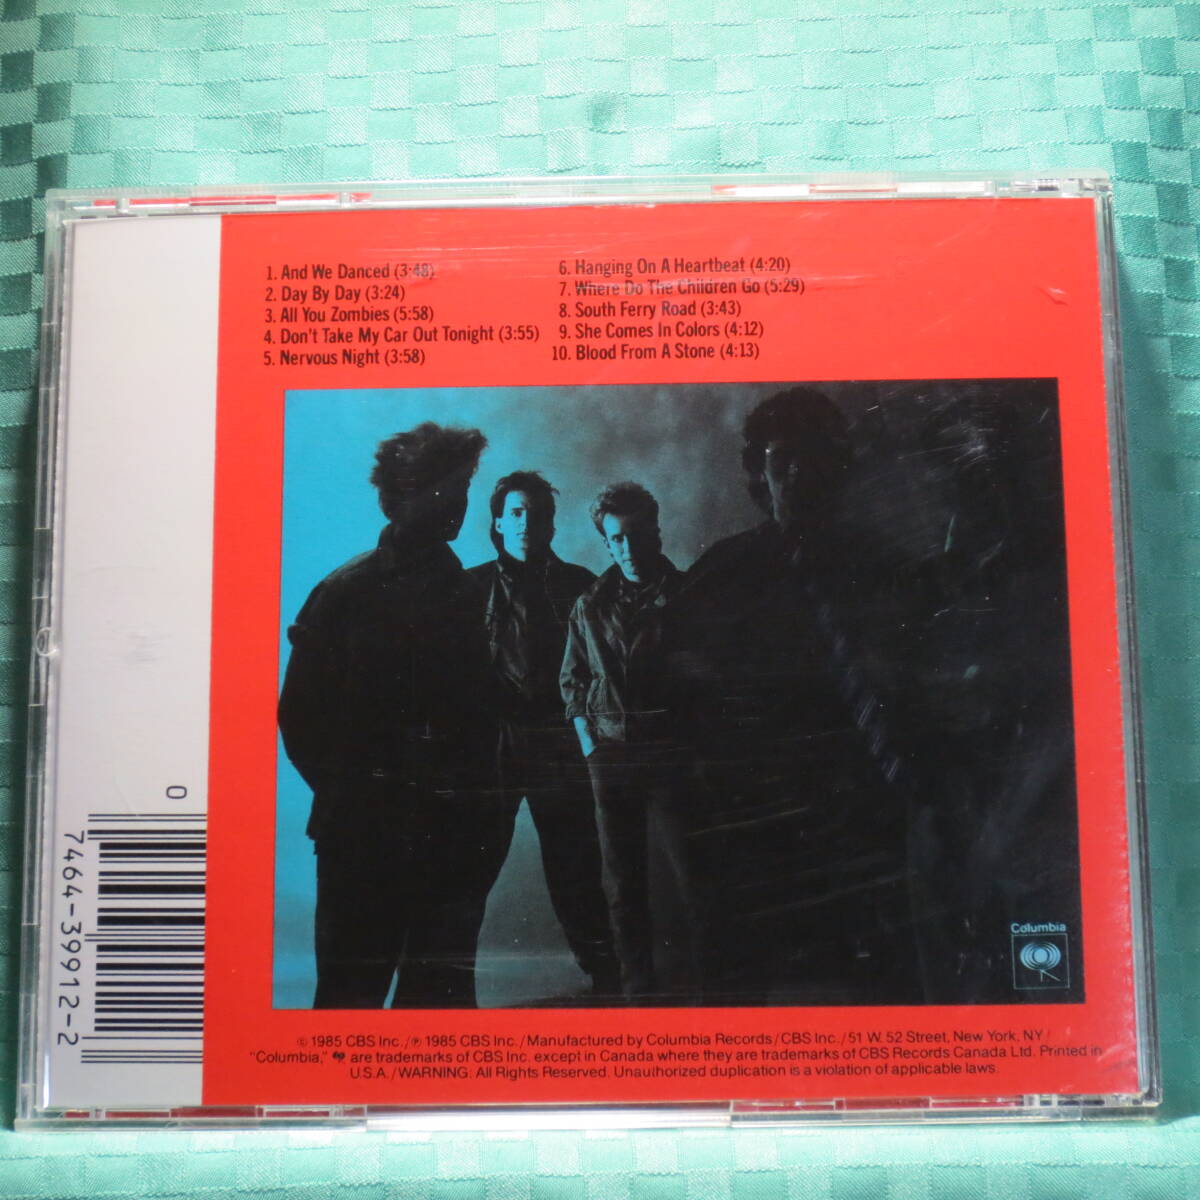 1. And We Danced (3:48)
2. Day By Day (3:24)
3. All You Zombies (5:58)
4. Don't Take My Car Out Tonight (3:55)
5. Nervous Night (3:58)
6. Hanging On A Heartbeat (4:20)
7. Where Do The Children Go (5:29)
8. South Ferry Road (3:43)
9. She Comes In Colors (4:12)
10. Blood From A Stone (4:13)
0
7464-39912-2
Columbia
© 1985 CBS Inc./℗ 1985 CBS Inc./Manufactured by Columbia Records/CBS Inc./51 W. 52 Street, New York, NY/
"Columbia," are trademarks of CBS Inc. except in Canada where they are trademarks of CBS Records Canada Ltd. Printed in
U.S.A./WARNING: All Rights Reserved. Unauthorized duplication is a violation of applicable laws.